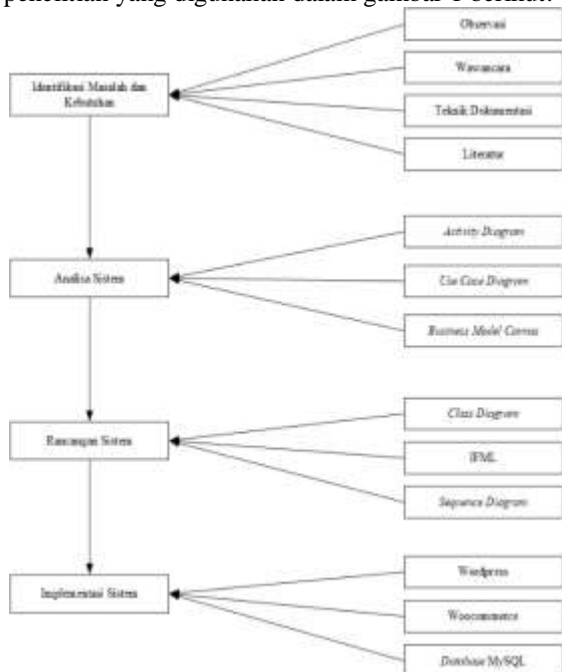 penelitian yang digunakan dalam gambar 1 berikut:
Observasi
Wawancara
Identifikasi Masalah dan
Kebutuhan
Teknik Dokumentasi
Literatur
Activity Diagram
Analisa Sistem
Use Case Diagram
Business Model Canvas
Class Diagram
Rancangan Sistem
IFML
Sequence Diagram
Wordpress
Implementasi Sistem
Woocommerce
Database MySQL